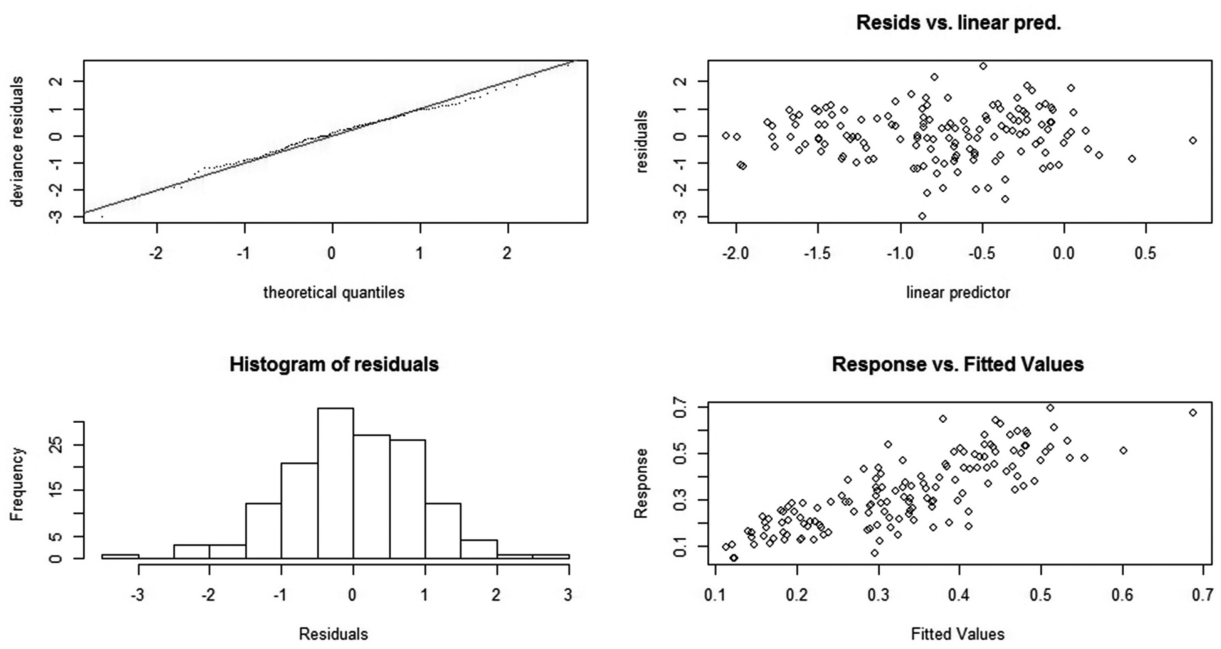 deviance residuals
2
1
0
-1
-2
-3
-2 -1 0 1 2
theoretical quantiles
Resids vs. linear pred.
residuals
2
1
0
-1
-2
-3
-2.0 -1.5 -1.0 -0.5 0.0 0.5
linear predictor
Histogram of residuals
Frequency
25
15
5
0
-3 -2 -1 0 1 2 3
Residuals
Response vs. Fitted Values
Response
0.7
0.5
0.3
0.1
0.1 0.2 0.3 0.4 0.5 0.6 0.7
Fitted Values